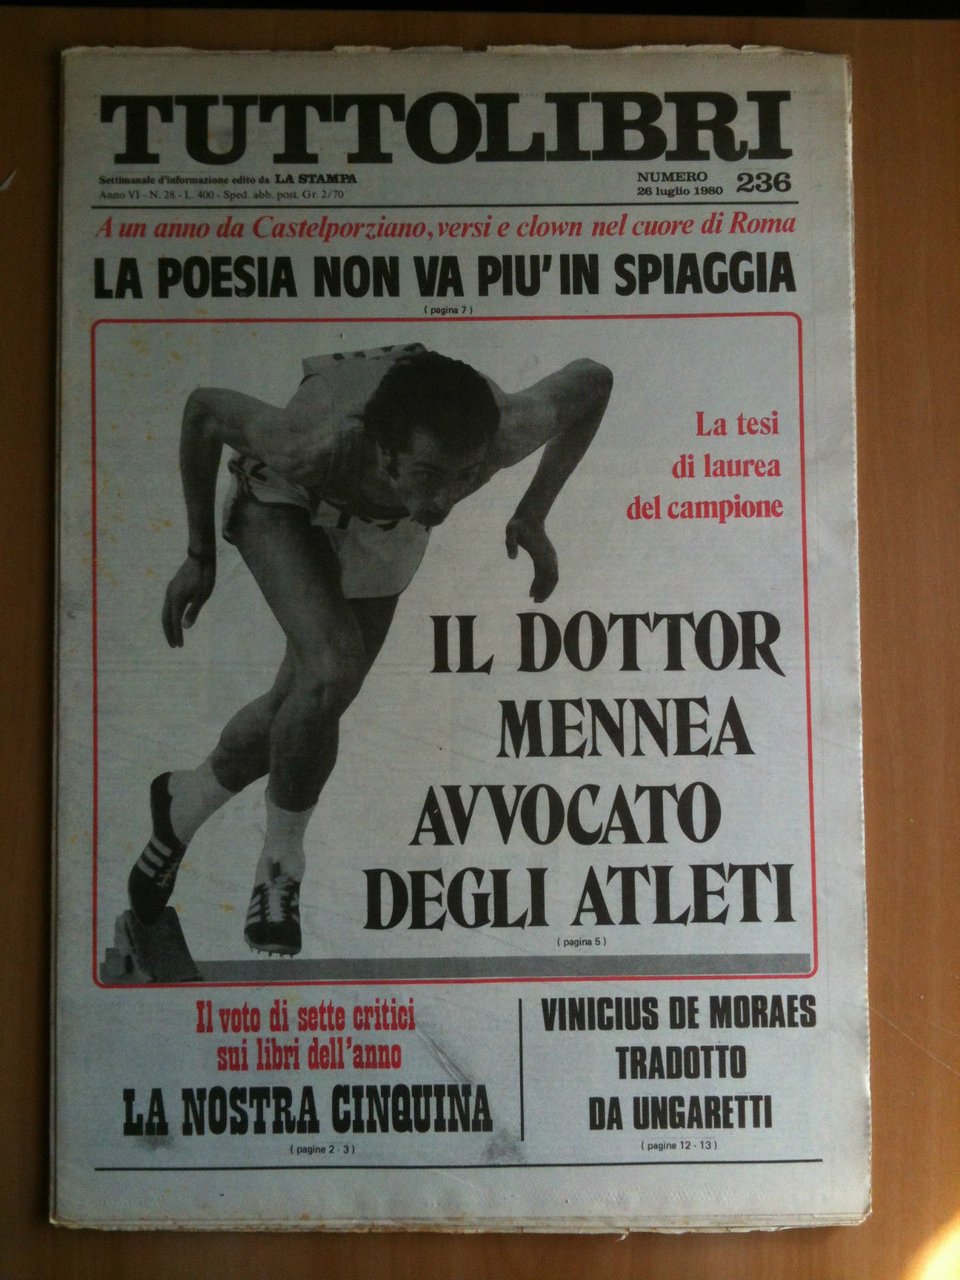 TUTTOLIBRI
Settimanale d'informazione edito da LA STAMPA
Anno VI - N. 28 - L. 400 - Sped. abb. post. Gr. 2/70
NUMERO
26 luglio 1980 236
A un anno da Castelporziano, versi e clown nel cuore di Roma
LA POESIA NON VA PIU' IN SPIAGGIA
( pagina 7 )
La tesi
di laurea
del campione
IL DOTTOR
MENNEA
AVVOCATO
DEGLI ATLETI
( pagina 5 )
Il voto di sette critici
sui libri dell'anno
LA NOSTRA CINQUINA
( pagine 2 - 3 )
VINICIUS DE MORAES
TRADOTTO
DA UNGARETTI
( pagine 12 - 13 )